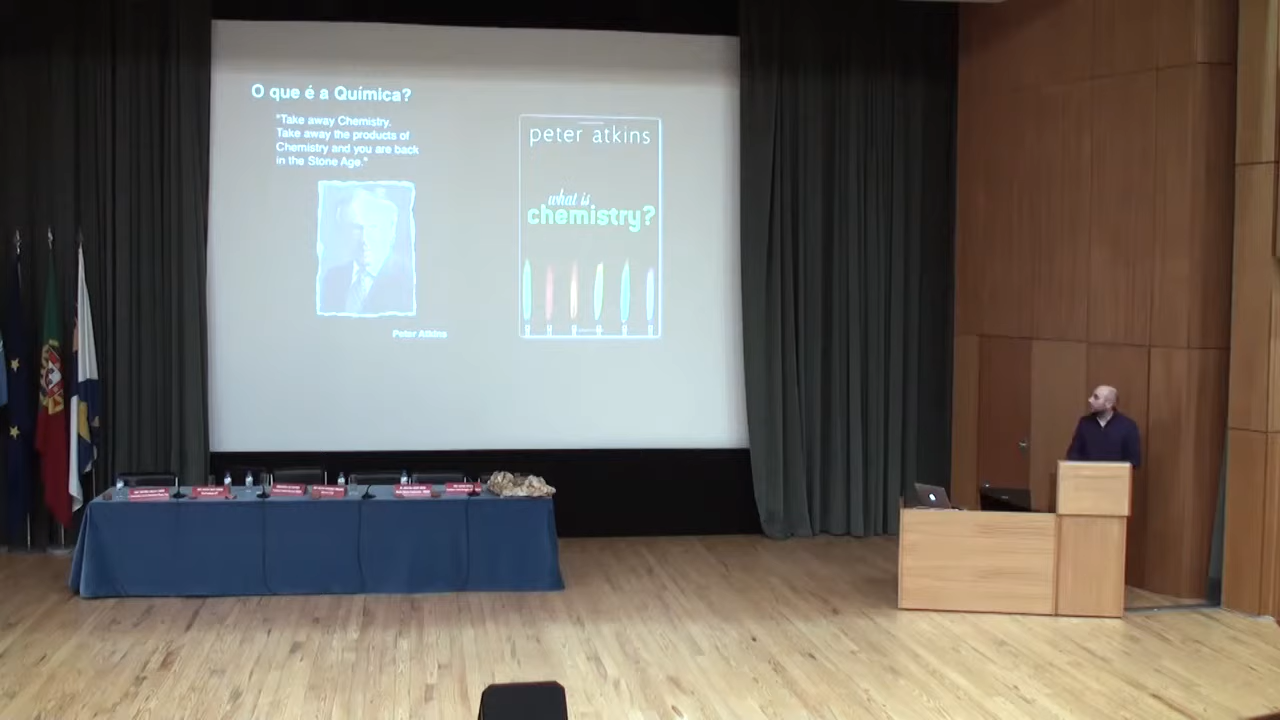 O que é a Química?
"Take away Chemistry.
Take away the products of
Chemistry and you are back
in the Stone Age."
Peter Atkins
peter atkins
what is
chemistry?